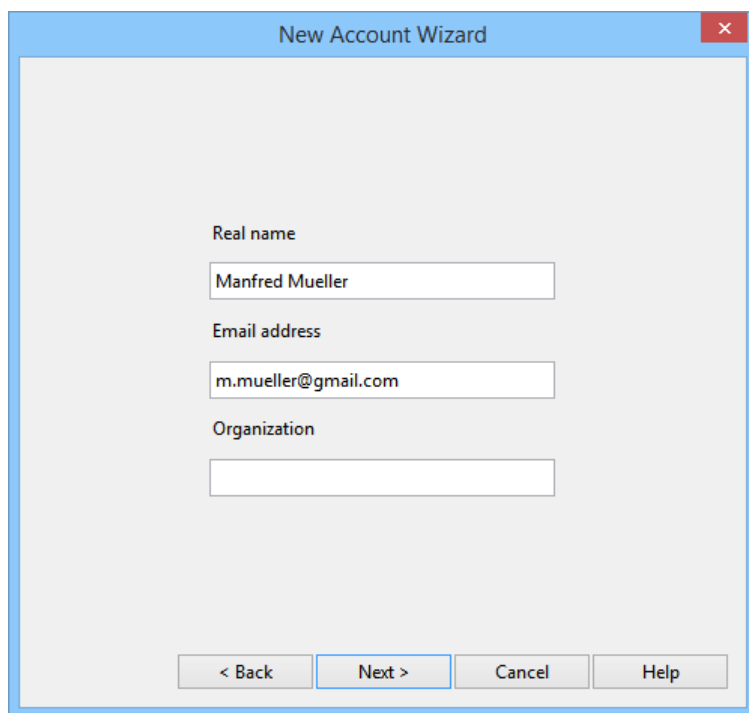 New Account Wizard
Real name
Manfred Mueller
Email address
m.mueller@gmail.com
Organization
< Back Next > Cancel Help